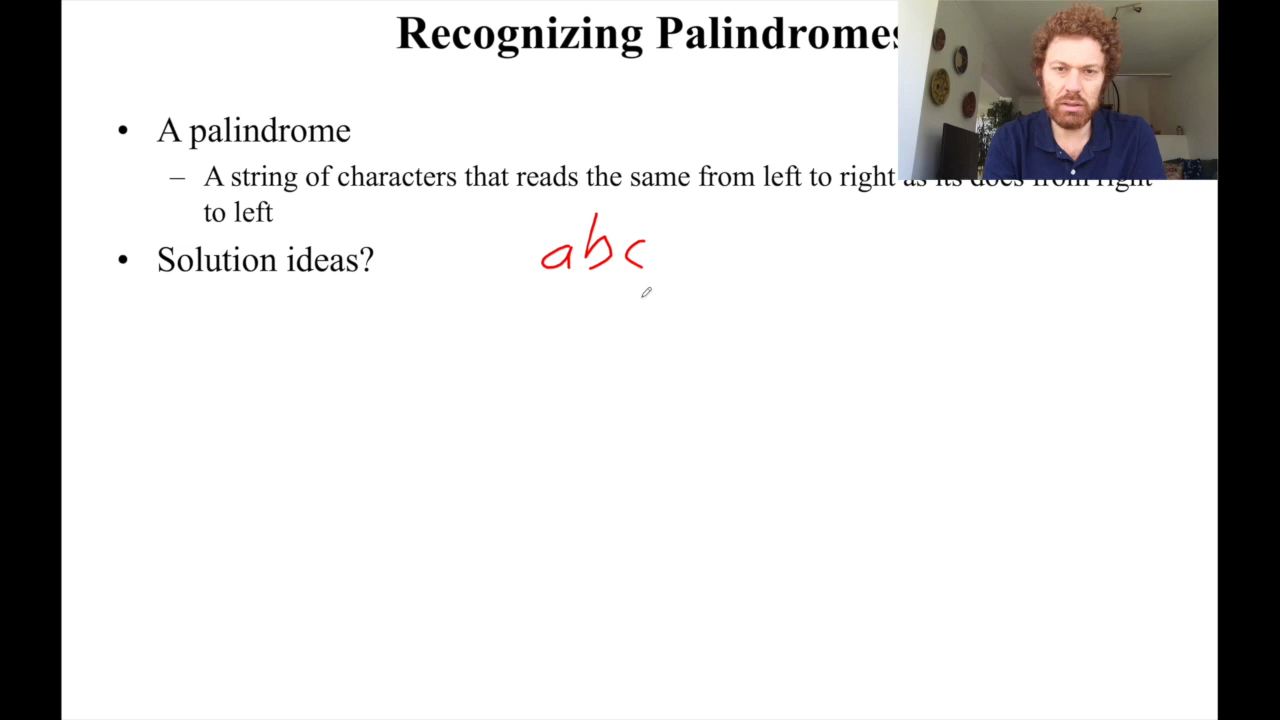 Recognizing Palindromes
• A palindrome
– A string of characters that reads the same from left to right as its does from right
to left
• Solution ideas?
abc